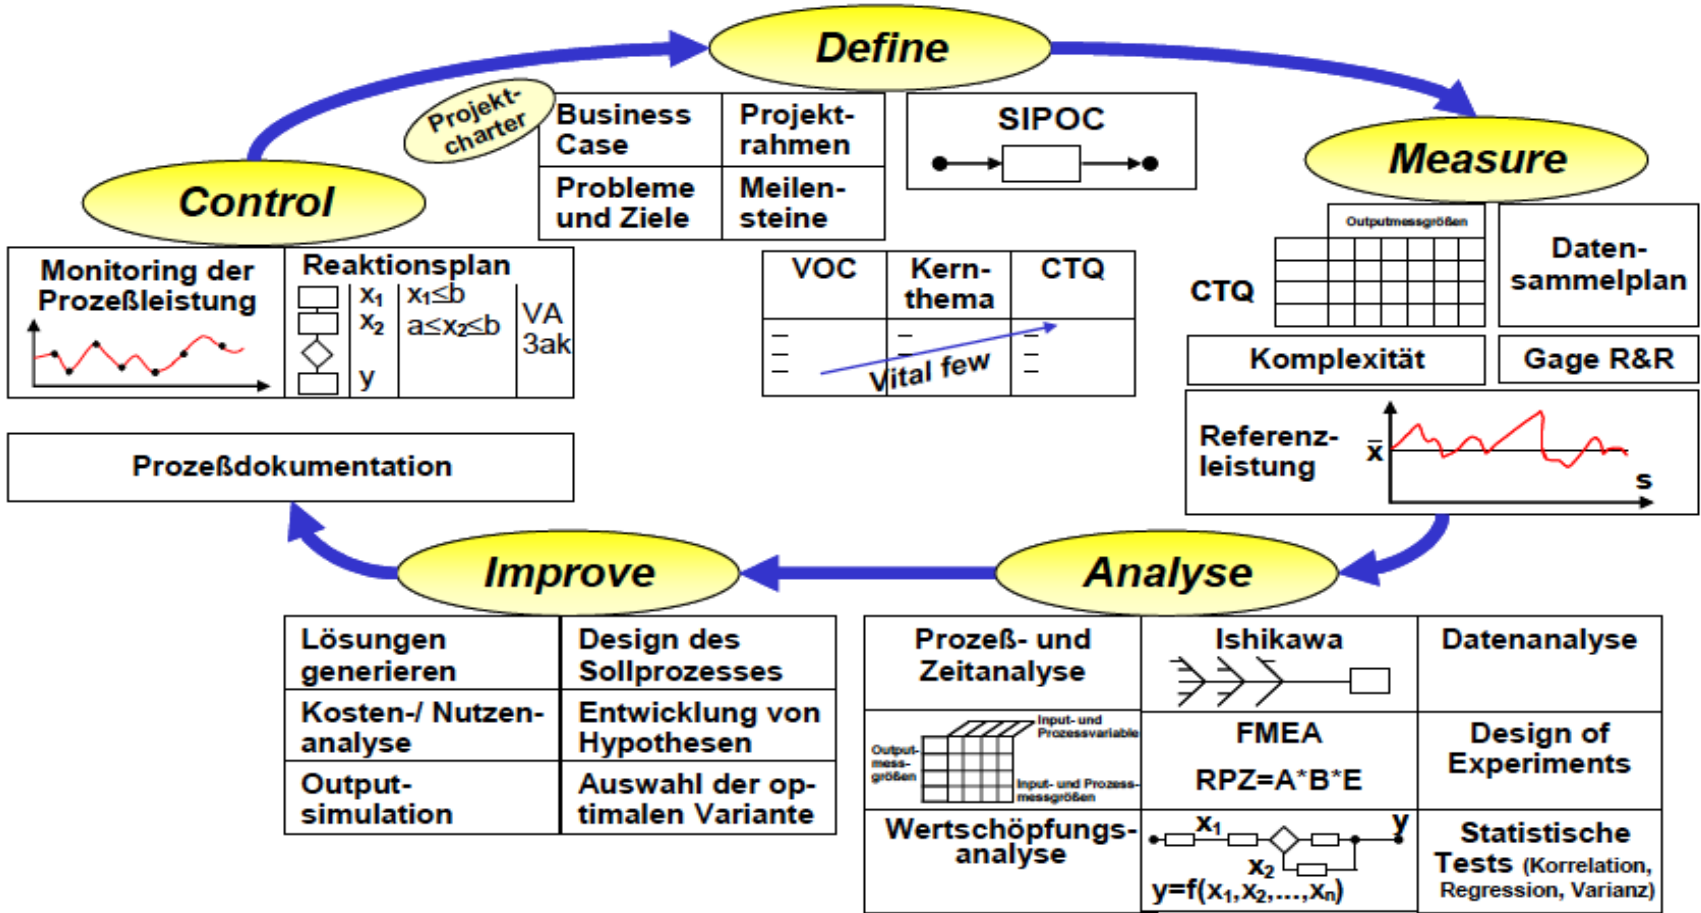 Define
Projekt-
charter
Business
Case
Projekt-
rahmen
Probleme
und Ziele
Meilen-
steine
SIPOC
VOC
Kern-
thema
CTQ
Vital few
Measure
Outputmessgrößen
CTQ
Daten-
sammelplan
Komplexität
Gage R&R
Referenz-
leistung
x̄
s
Analyse
Prozeß- und
Zeitanalyse
Ishikawa
Datenanalyse
Input- und
Prozessvariable
Output-
mess-
größen
Input- und Prozess-
messgrößen
FMEA
RPZ=A*B*E
Design of
Experiments
Wertschöpfungs-
analyse
x₁
y
x₂
y=f(x₁,x₂,...,xₙ)
Statistische
Tests (Korrelation,
Regression, Varianz)
Improve
Lösungen
generieren
Design des
Sollprozesses
Kosten-/ Nutzen-
analyse
Entwicklung von
Hypothesen
Output-
simulation
Auswahl der op-
timalen Variante
Control
Monitoring der
Prozeßleistung
Reaktionsplan
x₁ x₁≤b
x₂ a≤x₂≤b
y
VA
3ak
Prozeßdokumentation